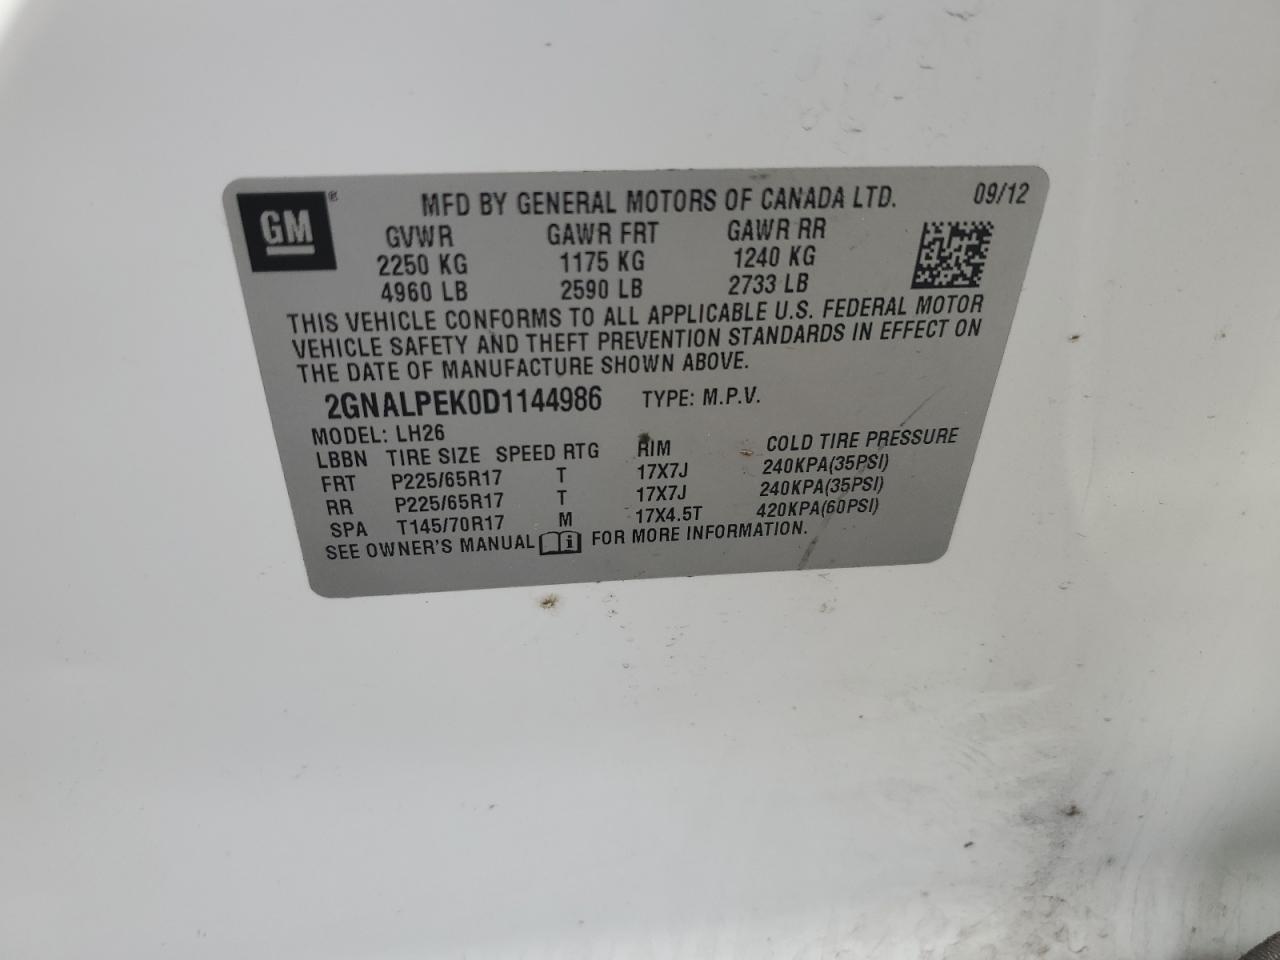 GM ® MFD BY GENERAL MOTORS OF CANADA LTD. 09/12
GVWR GAWR FRT GAWR RR
2250 KG 1175 KG 1240 KG
4960 LB 2590 LB 2733 LB
THIS VEHICLE CONFORMS TO ALL APPLICABLE U.S. FEDERAL MOTOR
VEHICLE SAFETY AND THEFT PREVENTION STANDARDS IN EFFECT ON
THE DATE OF MANUFACTURE SHOWN ABOVE.
2GNALPEK0D1144986 TYPE: M.P.V.
MODEL: LH26
LBBN TIRE SIZE SPEED RTG RIM COLD TIRE PRESSURE
FRT P225/65R17 T 17X7J 240KPA(35PSI)
RR P225/65R17 T 17X7J 240KPA(35PSI)
SPA T145/70R17 M 17X4.5T 420KPA(60PSI)
SEE OWNER'S MANUAL i FOR MORE INFORMATION.